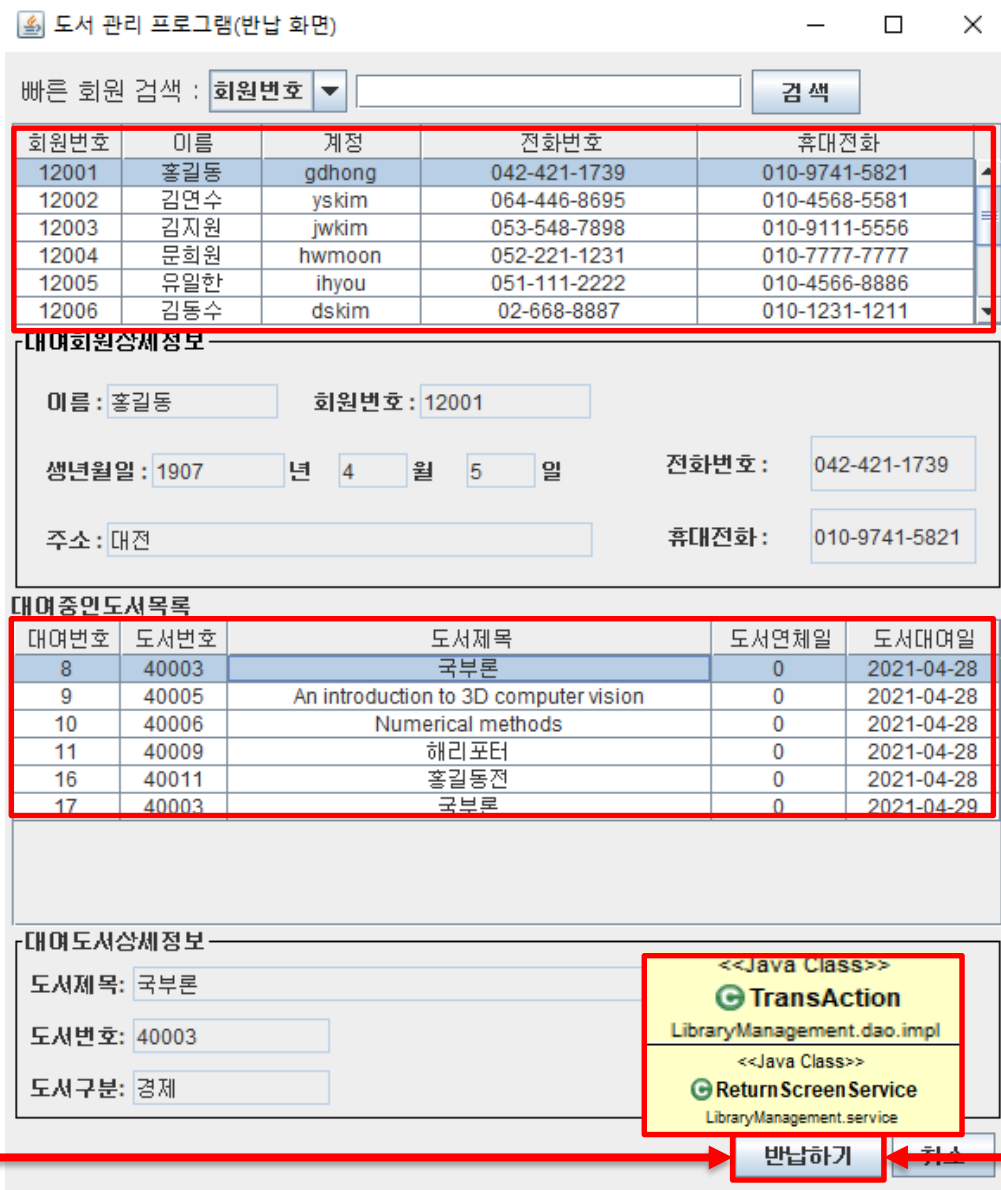 도서 관리 프로그램(반납 화면)
빠른 회원 검색 : 회원번호 검 색
회원번호 이름 계정 전화번호 휴대전화
12001 홍길동 gdhong 042-421-1739 010-9741-5821
12002 김연수 yskim 064-446-8695 010-4568-5581
12003 김지원 jwkim 053-548-7898 010-9111-5556
12004 문희원 hwmoon 052-221-1231 010-7777-7777
12005 유일한 ihyou 051-111-2222 010-4566-8886
12006 김동수 dskim 02-668-8887 010-1231-1211
대여회원상세정보
이름 : 홍길동 회원번호 : 12001
생년월일 : 1907 년 4 월 5 일 전화번호 : 042-421-1739
주소 : 대전 휴대전화 : 010-9741-5821
대여중인도서목록
대여번호 도서번호 도서제목 도서연체일 도서대여일
8 40003 국부론 0 2021-04-28
9 40005 An introduction to 3D computer vision 0 2021-04-28
10 40006 Numerical methods 0 2021-04-28
11 40009 해리포터 0 2021-04-28
16 40011 홍길동전 0 2021-04-28
17 40003 국부론 0 2021-04-29
대여도서상세정보
도서제목: 국부론
도서번호: 40003
도서구분: 경제
<<Java Class>>
TransAction
LibraryManagement.dao.impl
<<Java Class>>
ReturnScreenService
LibraryManagement.service
반납하기 취소